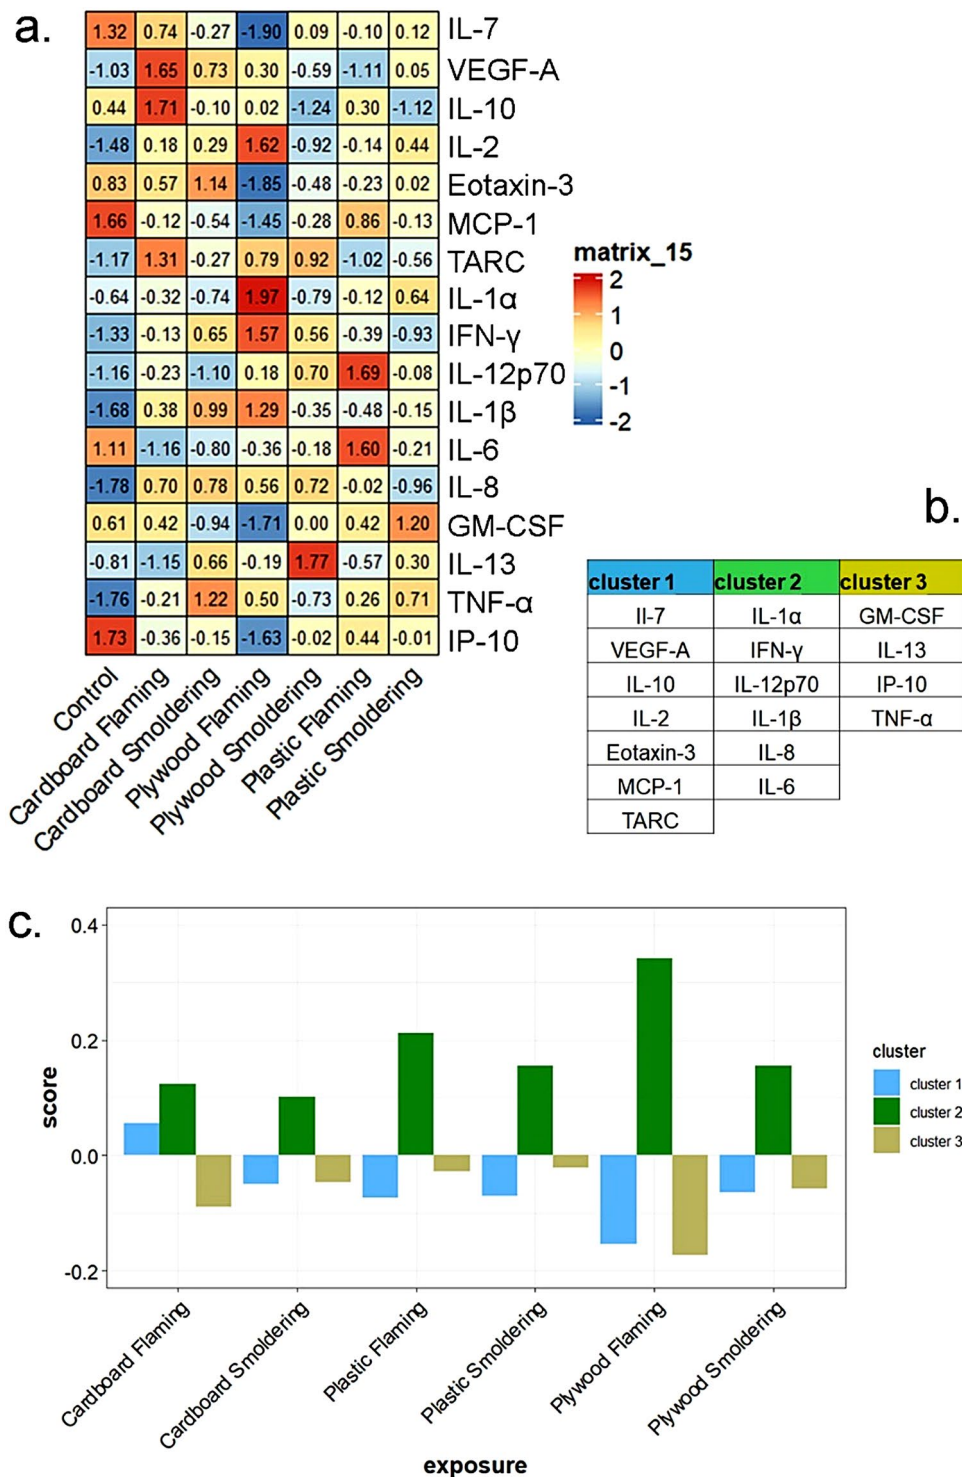 a.
1.32 0.74 -0.27 -1.90 0.09 -0.10 0.12 IL-7
-1.03 1.65 0.73 0.30 -0.59 -1.11 0.05 VEGF-A
0.44 1.71 -0.10 0.02 -1.24 0.30 -1.12 IL-10
-1.48 0.18 0.29 1.62 -0.92 -0.14 0.44 IL-2
0.83 0.57 1.14 -1.85 -0.48 -0.23 0.02 Eotaxin-3
1.66 -0.12 -0.54 -1.45 -0.28 0.86 -0.13 MCP-1
-1.17 1.31 -0.27 0.79 0.92 -1.02 -0.56 TARC
-0.64 -0.32 -0.74 1.97 -0.79 -0.12 0.64 IL-1α
-1.33 -0.13 0.65 1.57 0.56 -0.39 -0.93 IFN-γ
-1.16 -0.23 -1.10 0.18 0.70 1.69 -0.08 IL-12p70
-1.68 0.38 0.99 1.29 -0.35 -0.48 -0.15 IL-1β
1.11 -1.16 -0.80 -0.36 -0.18 1.60 -0.21 IL-6
-1.78 0.70 0.78 0.56 0.72 -0.02 -0.96 IL-8
0.61 0.42 -0.94 -1.71 0.00 0.42 1.20 GM-CSF
-0.81 -1.15 0.66 -0.19 1.77 -0.57 0.30 IL-13
-1.76 -0.21 1.22 0.50 -0.73 0.26 0.71 TNF-α
1.73 -0.36 -0.15 -1.63 -0.02 0.44 -0.01 IP-10
Control
Cardboard Flaming
Cardboard Smoldering
Plywood Flaming
Plywood Smoldering
Plastic Flaming
Plastic Smoldering
matrix_15
2
1
0
-1
-2
b.
cluster 1 cluster 2 cluster 3
Il-7 IL-1α GM-CSF
VEGF-A IFN-γ IL-13
IL-10 IL-12p70 IP-10
IL-2 IL-1β TNF-α
Eotaxin-3 IL-8
MCP-1 IL-6
TARC
c.
0.4
0.2
0.0
-0.2
score
Cardboard Flaming
Cardboard Smoldering
Plastic Flaming
Plastic Smoldering
Plywood Flaming
Plywood Smoldering
exposure
cluster
cluster 1
cluster 2
cluster 3